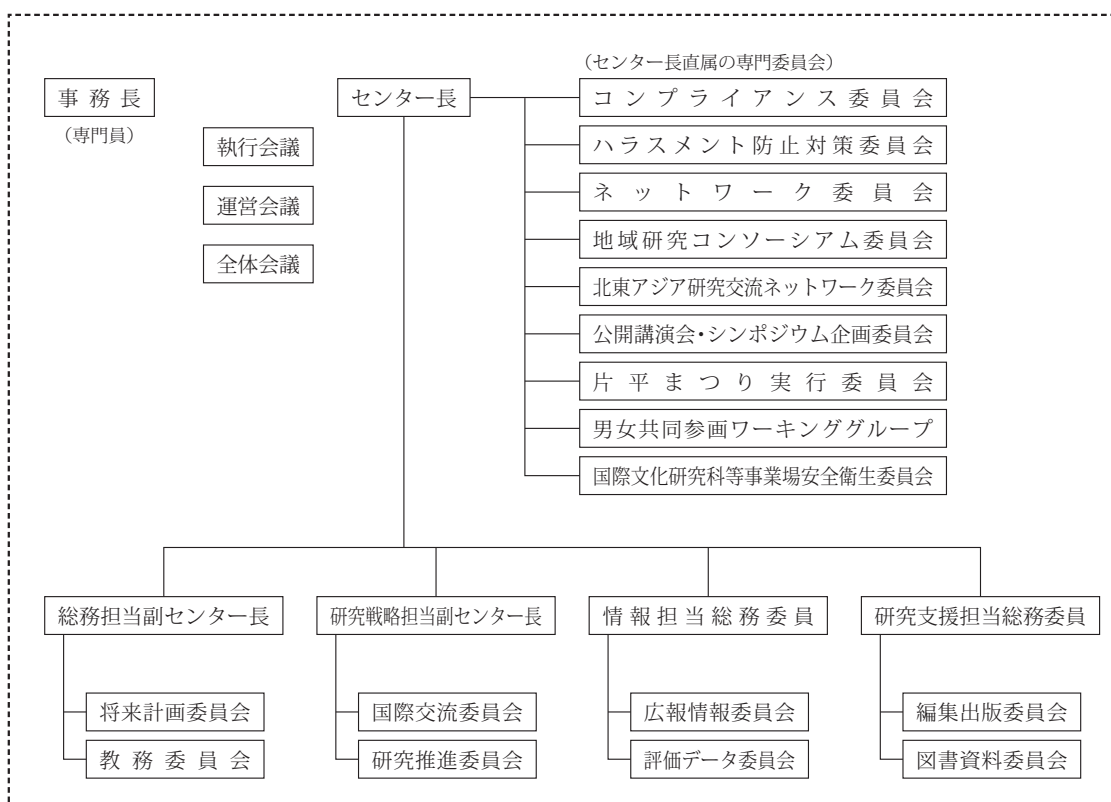 (センター長直属の専門委員会)
事務長
(専門員)
センター長
執行会議
運営会議
全体会議
コンプライアンス委員会
ハラスメント防止対策委員会
ネットワーク委員会
地域研究コンソーシアム委員会
北東アジア研究交流ネットワーク委員会
公開講演会・シンポジウム企画委員会
片平まつり実行委員会
男女共同参画ワーキンググループ
国際文化研究科等事業場安全衛生委員会
総務担当副センター長
研究戦略担当副センター長
情報担当総務委員
研究支援担当総務委員
将来計画委員会
教務委員会
国際交流委員会
研究推進委員会
広報情報委員会
評価データ委員会
編集出版委員会
図書資料委員会